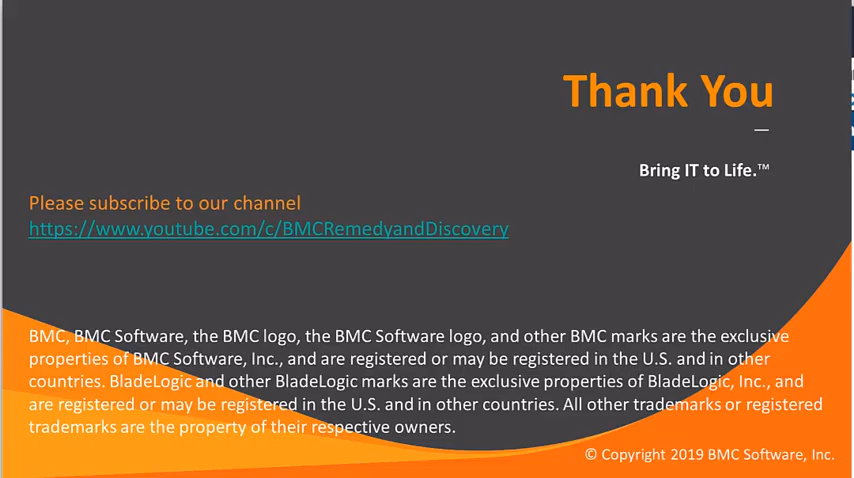 Thank You
—
Bring IT to Life.™
Please subscribe to our channel
https://www.youtube.com/c/BMCRemedyandDiscovery
BMC, BMC Software, the BMC logo, the BMC Software logo, and other BMC marks are the exclusive
properties of BMC Software, Inc., and are registered or may be registered in the U.S. and in other
countries. BladeLogic and other BladeLogic marks are the exclusive properties of BladeLogic, Inc., and
are registered or may be registered in the U.S. and in other countries. All other trademarks or registered
trademarks are the property of their respective owners.
© Copyright 2019 BMC Software, Inc.